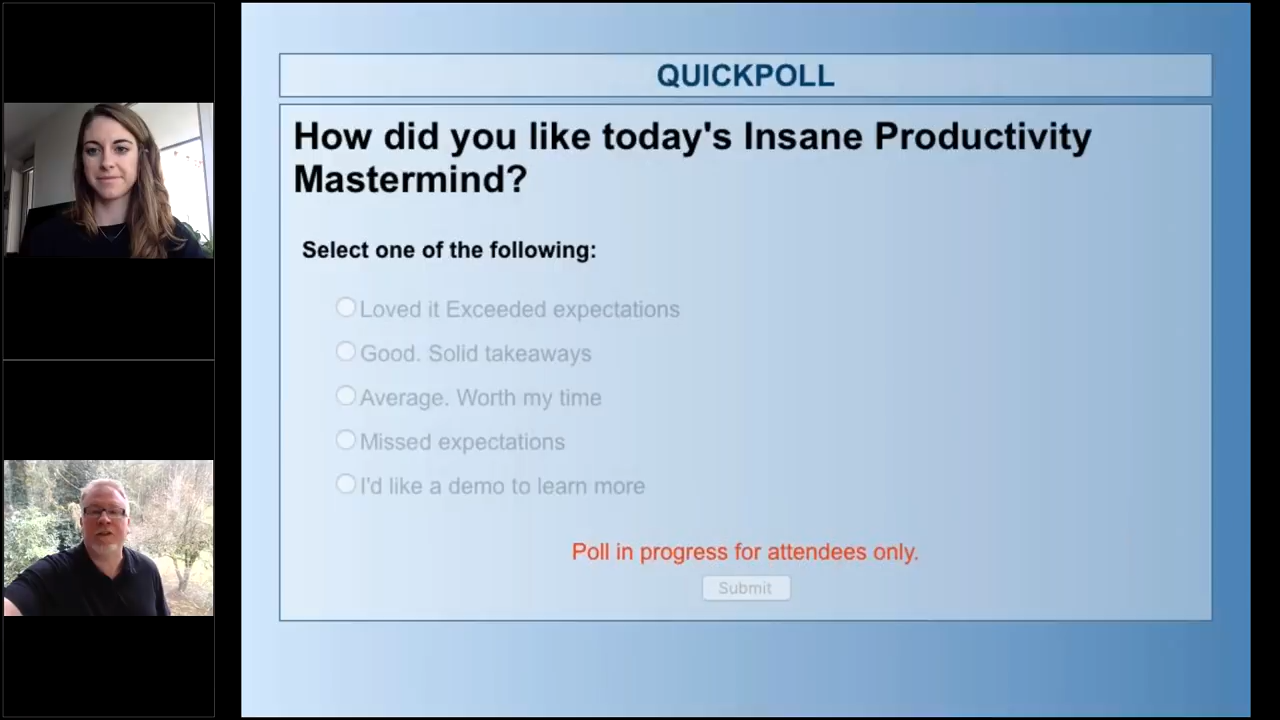 QUICKPOLL
How did you like today's Insane Productivity
Mastermind?
Select one of the following:
Loved it Exceeded expectations
Good. Solid takeaways
Average. Worth my time
Missed expectations
I'd like a demo to learn more
Poll in progress for attendees only.
Submit